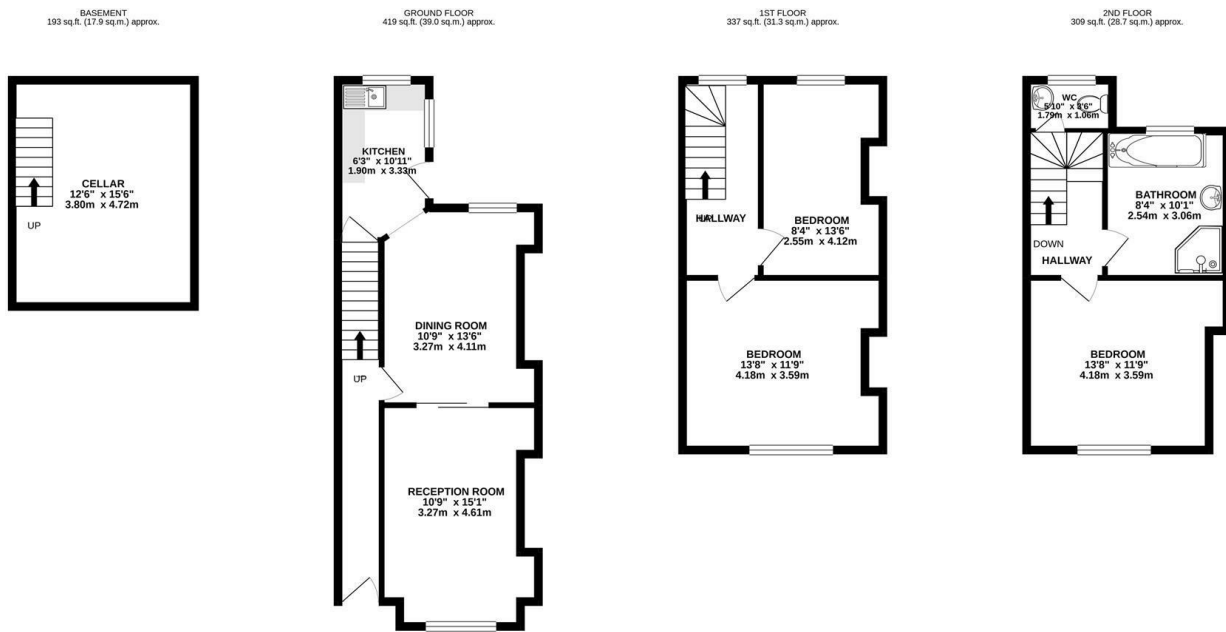 BASEMENT
193 sq.ft. (17.9 sq.m.) approx.
CELLAR
12'6" x 15'6"
3.80m x 4.72m
UP
GROUND FLOOR
419 sq.ft. (39.0 sq.m.) approx.
KITCHEN
6'3" x 10'11"
1.90m x 3.33m
DINING ROOM
10'9" x 13'6"
3.27m x 4.11m
UP
RECEPTION ROOM
10'9" x 15'1"
3.27m x 4.61m
1ST FLOOR
337 sq.ft. (31.3 sq.m.) approx.
HALLWAY
UP
BEDROOM
8'4" x 13'6"
2.55m x 4.12m
BEDROOM
13'8" x 11'9"
4.18m x 3.59m
2ND FLOOR
309 sq.ft. (28.7 sq.m.) approx.
WC
5'10" x 3'6"
1.79m x 1.06m
BATHROOM
8'4" x 10'1"
2.54m x 3.06m
DOWN
HALLWAY
BEDROOM
13'8" x 11'9"
4.18m x 3.59m